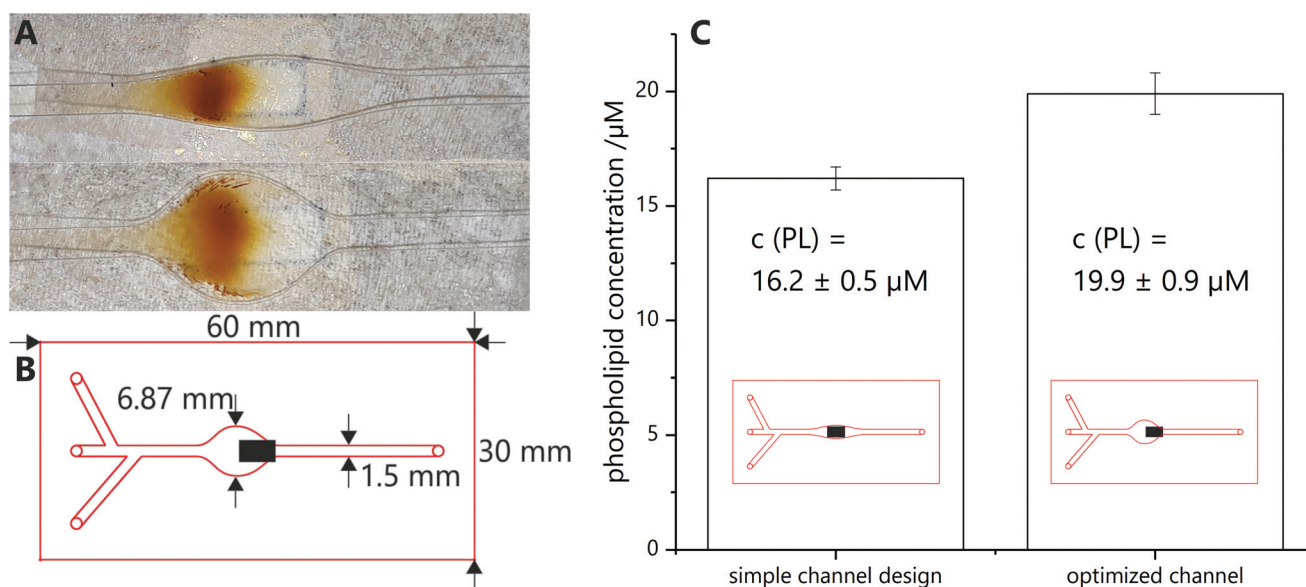 A
B
60 mm
6.87 mm
30 mm
1.5 mm
C
phospholipid concentration /µM
20
15
10
5
0
c (PL) =
16.2 ± 0.5 µM
c (PL) =
19.9 ± 0.9 µM
simple channel design
optimized channel